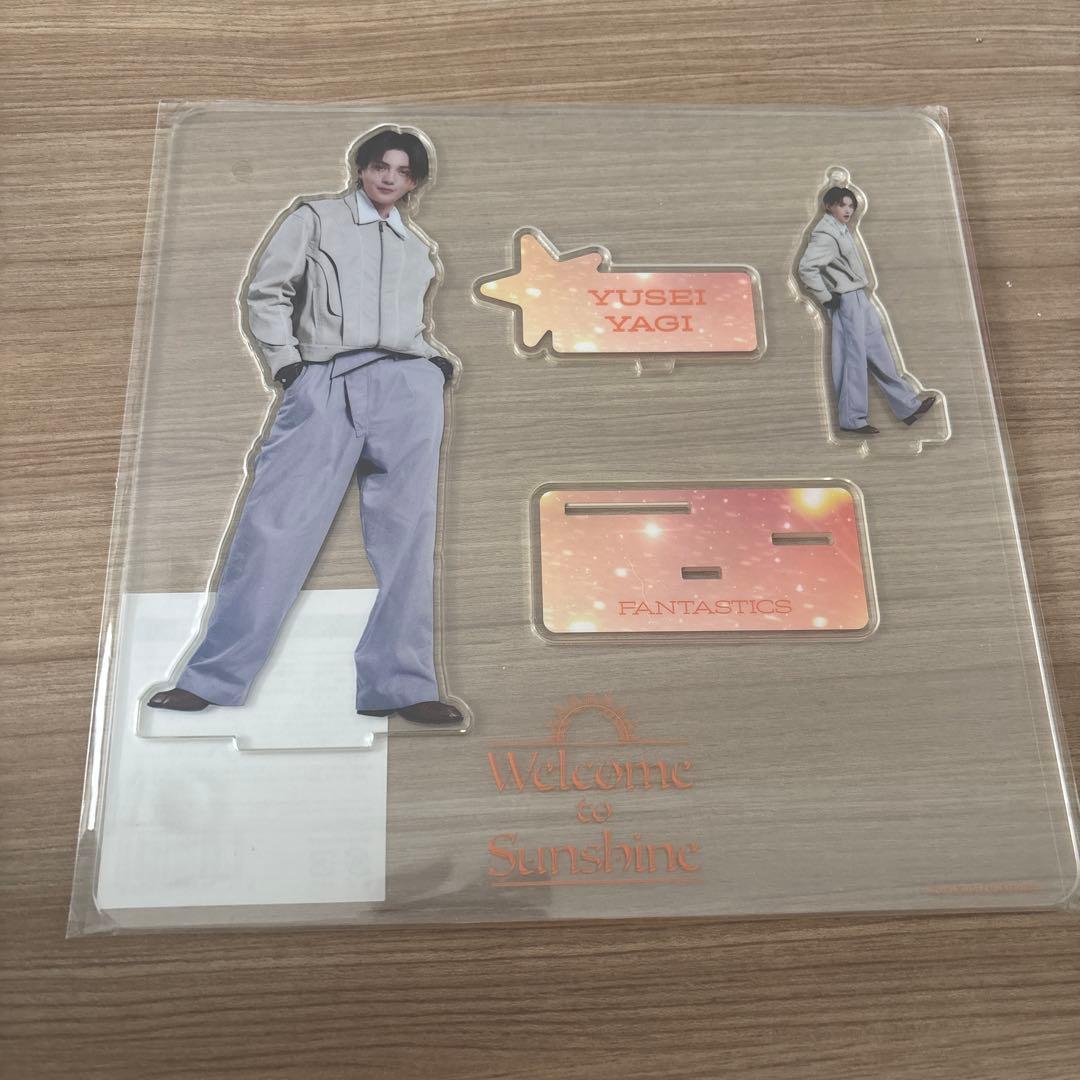 YUSEI
YAGI
FANTASTICS
Welcome
to
Sunshine